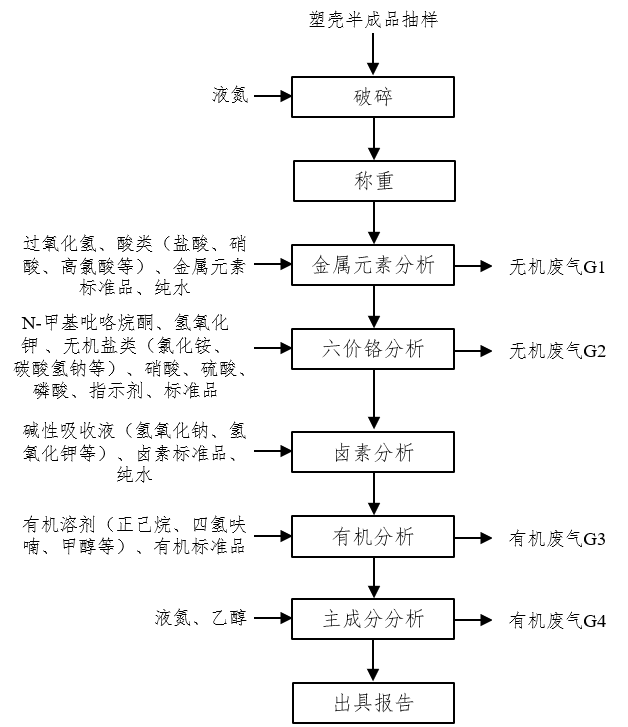 塑壳半成品抽样
液氮
破碎
称重
过氧化氢、酸类（盐酸、硝
酸、高氯酸等）、金属元素
标准品、纯水
金属元素分析
无机废气G1
N-甲基吡咯烷酮、氢氧化
钾、无机盐类（氯化铵、
碳酸氢钠等）、硝酸、硫酸、
磷酸、指示剂、标准品
六价铬分析
无机废气G2
碱性吸收液（氢氧化钠、氢
氧化钾等）、卤素标准品、
纯水
卤素分析
有机溶剂（正己烷、四氢呋
喃、甲醇等）、有机标准品
有机分析
有机废气G3
液氮、乙醇
主成分分析
有机废气G4
出具报告